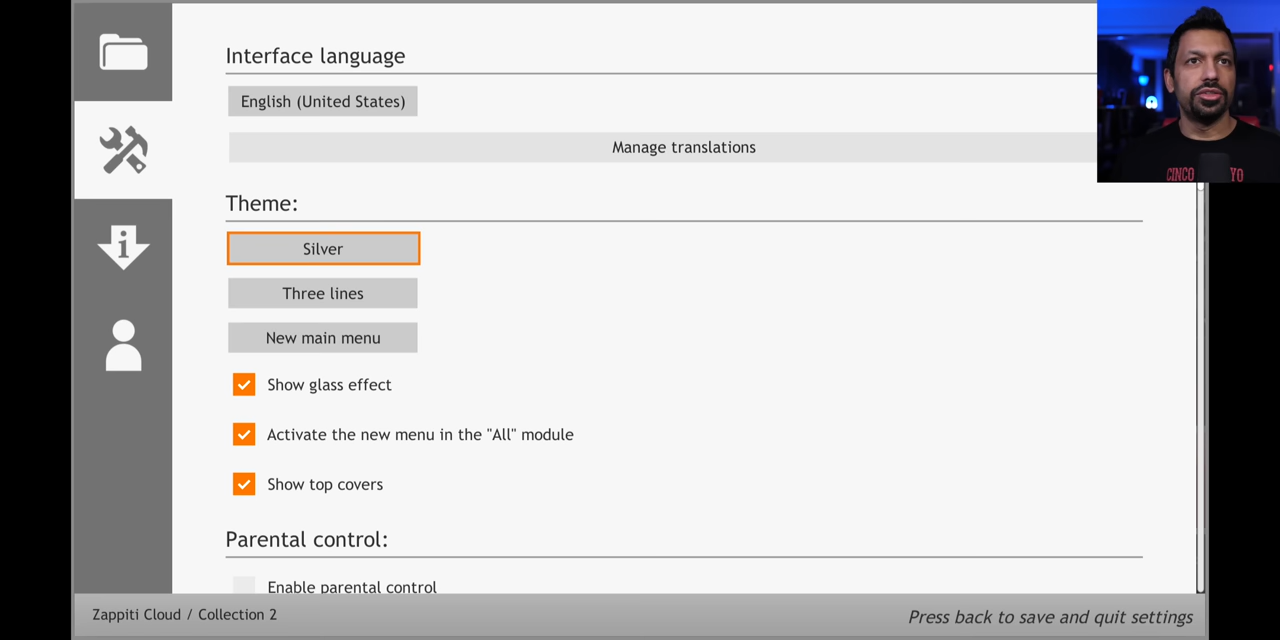 Interface language
English (United States)
Manage translations
Theme:
Silver
Three lines
New main menu
Show glass effect
Activate the new menu in the "All" module
Show top covers
Parental control:
Enable parental control
Zappiti Cloud / Collection 2
Press back to save and quit settings
CINCO
YO